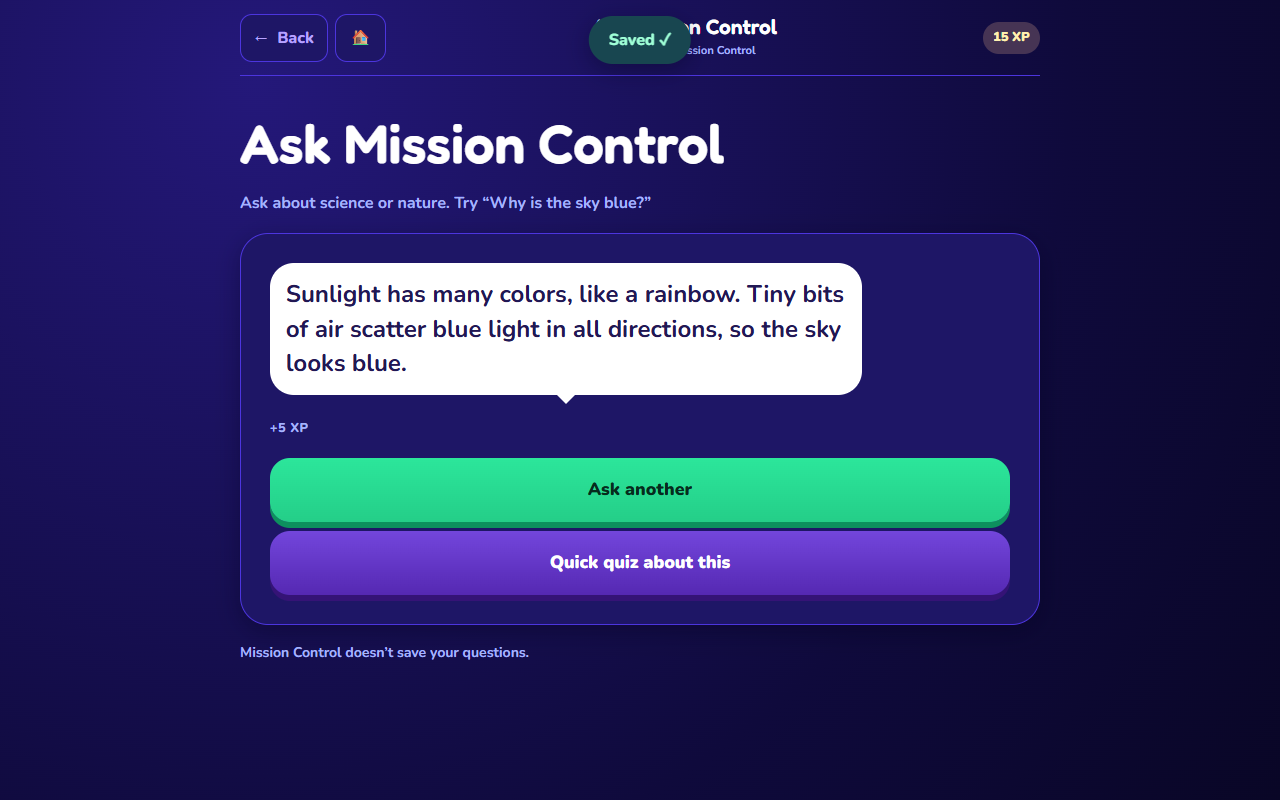 ← Back
Saved ✓
n Control
ssion Control
15 XP
Ask Mission Control
Ask about science or nature. Try “Why is the sky blue?”
Sunlight has many colors, like a rainbow. Tiny bits
of air scatter blue light in all directions, so the sky
looks blue.
+5 XP
Ask another
Quick quiz about this
Mission Control doesn’t save your questions.